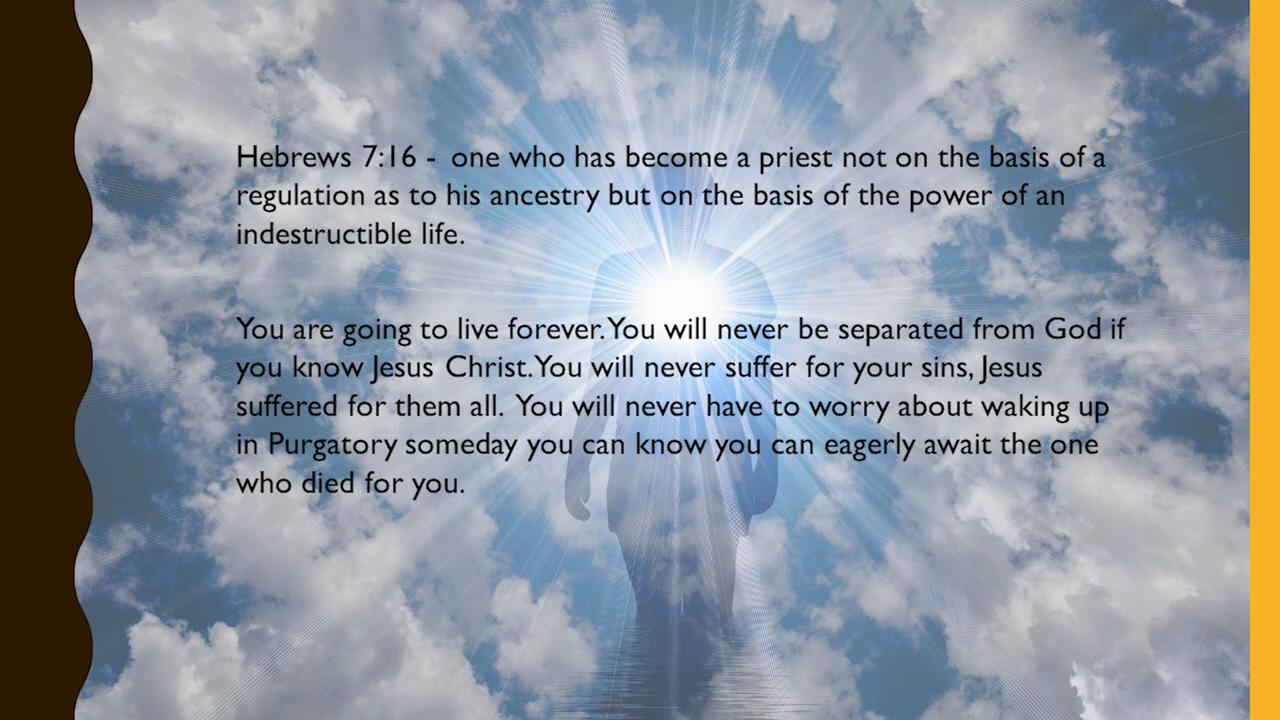 Hebrews 7:16 -  one who has become a priest not on the basis of a
regulation as to his ancestry but on the basis of the power of an
indestructible life.
You are going to live forever. You will never be separated from God if
you know Jesus Christ. You will never suffer for your sins, Jesus
suffered for them all.  You will never have to worry about waking up
in Purgatory someday you can know you can eagerly await the one
who died for you.